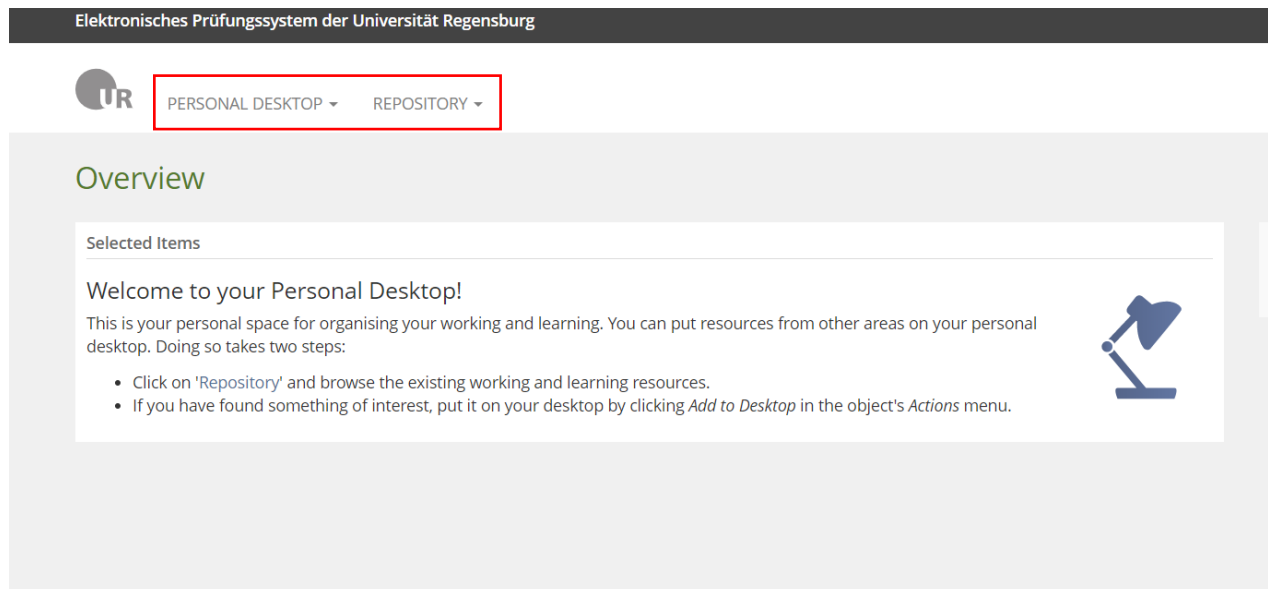 Elektronisches Prüfungssystem der Universität Regensburg
UR
PERSONAL DESKTOP REPOSITORY
Overview
Selected Items
Welcome to your Personal Desktop!
This is your personal space for organising your working and learning. You can put resources from other areas on your personal
desktop. Doing so takes two steps:
• Click on 'Repository' and browse the existing working and learning resources.
• If you have found something of interest, put it on your desktop by clicking Add to Desktop in the object's Actions menu.